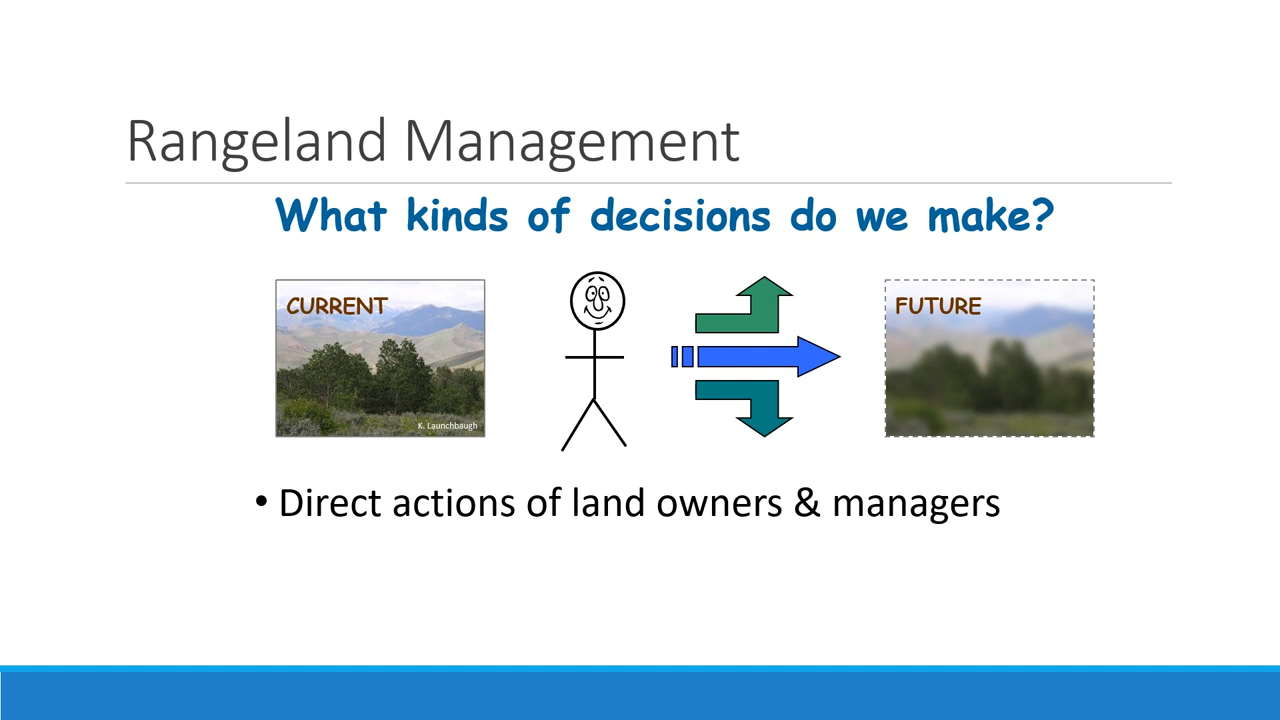 Rangeland Management
What kinds of decisions do we make?
CURRENT
K. Launchbaugh
FUTURE
• Direct actions of land owners & managers